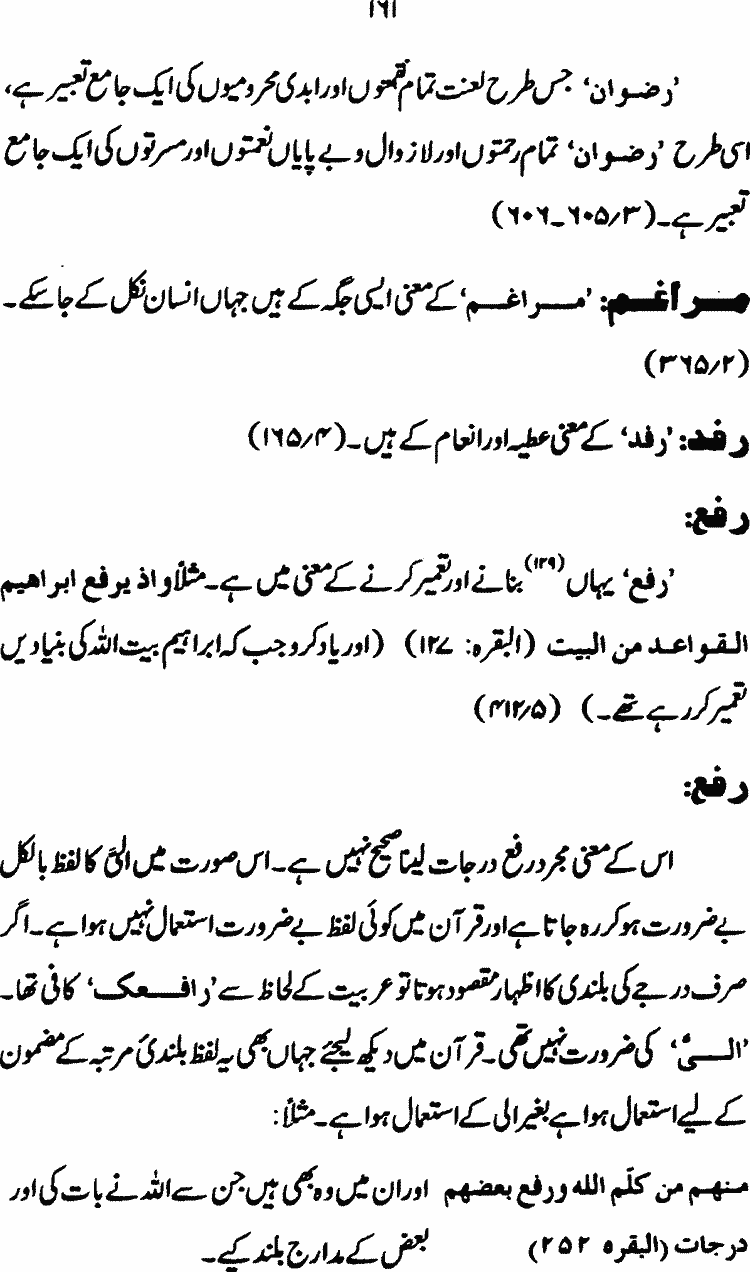 ۱۶۱
’رضوان‘ جس طرح لعنت تمام نقمتوں اور ابدی محرومیوں کی ایک جامع تعبیر ہے،
اسی طرح ’رضوان‘ تمام رحمتوں اور لازوال و بے پایاں نعمتوں اور مسرتوں کی ایک جامع
تعبیر ہے۔ (۳/۶۰۵۔۶۰۶)
مراغم: ’مراغم‘ کے معنی ایسی جگہ کے ہیں جہاں انسان نکل کے جا سکے۔
(۲/۳۶۵)
رفد: ’رفد‘ کے معنی عطیہ اور انعام کے ہیں۔ (۴/۱۶۵)
رفع:
’رفع‘ یہاں (۱۲۹) بنانے اور تعمیر کرنے کے معنی میں ہے۔ مثلاً واذ یرفع ابراهیم
القواعد من البیت (البقرہ: ۱۲۷) (اور یاد کرو جب کہ ابراہیم بیت اللہ کی بنیادیں
تعمیر کر رہے تھے۔) (۵/۴۱۲)
رفع:
اس کے معنی مجرد رفع درجات لینا صحیح نہیں ہے۔ اس صورت میں الیَّ کا لفظ بالکل
بے ضرورت ہو کر رہ جاتا ہے اور قرآن میں کوئی لفظ بے ضرورت استعمال نہیں ہوا ہے۔ اگر
صرف درجے کی بلندی کا اظہار مقصود ہوتا تو عربیت کے لحاظ سے ’رافعک‘ کافی تھا۔
’الیَّ‘ کی ضرورت نہیں تھی۔ قرآن میں دیکھ لیجئے جہاں بھی یہ لفظ بلندیٔ مرتبہ کے مضمون
کے لیے استعمال ہوا ہے بغیر الی کے استعمال ہوا ہے۔ مثلاً:
منهم من کلّم الله ورفع بعضهم اور ان میں وہ بھی ہیں جن سے اللہ نے بات کی اور
درجات (البقرہ ۲۵۲) بعض کے مدارج بلند کیے۔